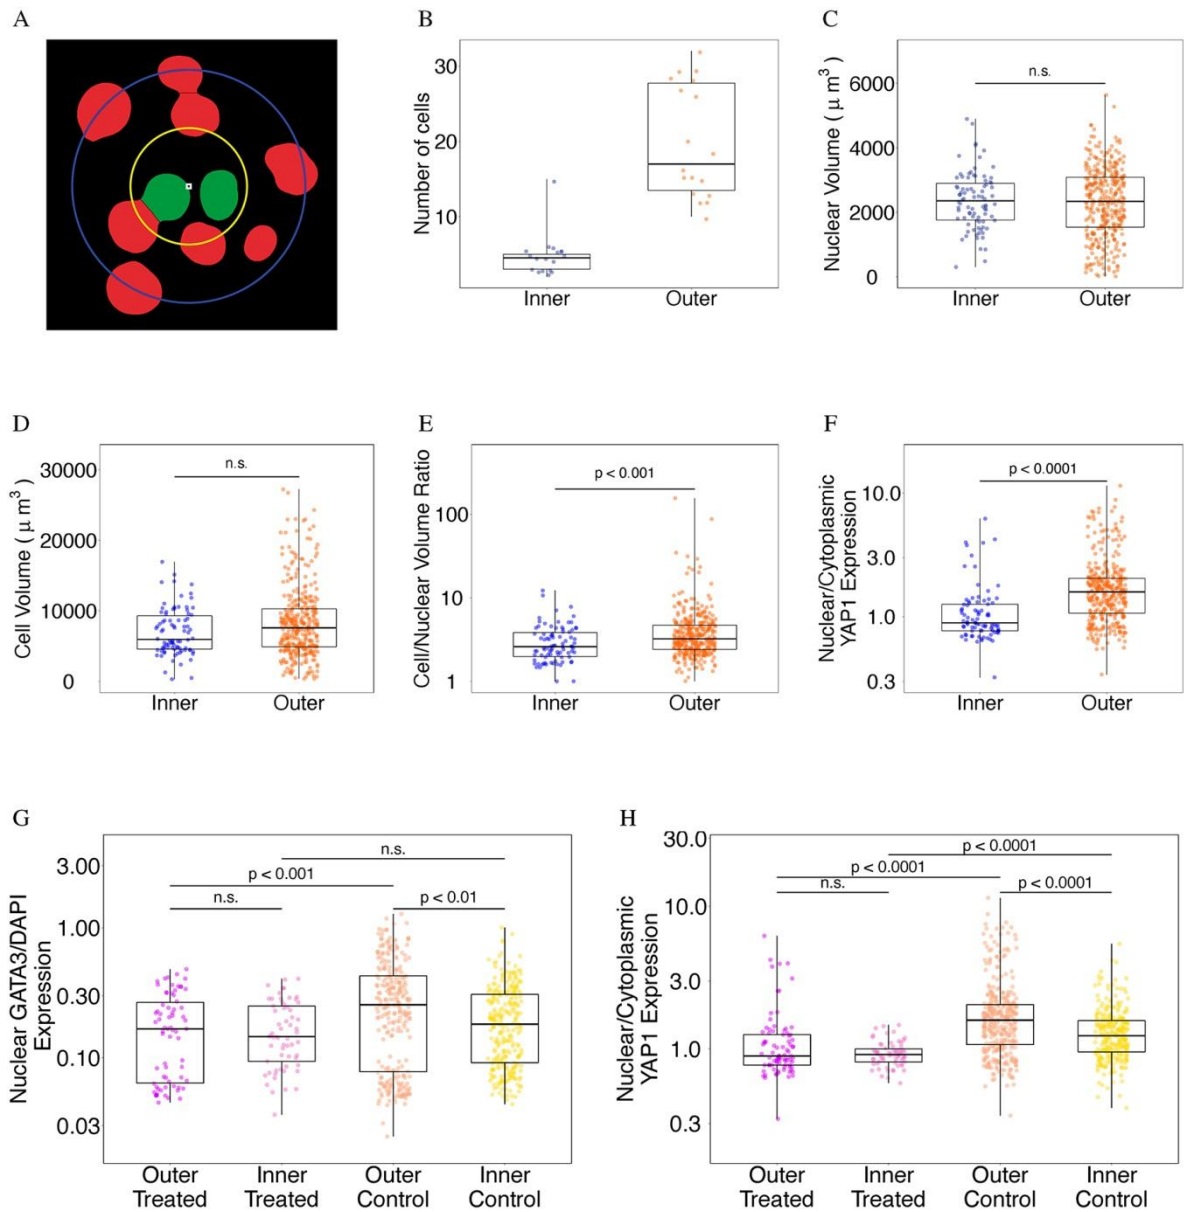 A
B
Number of cells
30
20
10
Inner
Outer
C
Nuclear Volume ( μ m³ )
6000
4000
2000
0
n.s.
Inner
Outer
D
Cell Volume ( μ m³ )
30000
20000
10000
0
n.s.
Inner
Outer
E
Cell/Nuclear Volume Ratio
100
10
1
p < 0.001
Inner
Outer
F
Nuclear/Cytoplasmic
YAP1 Expression
10.0
3.0
1.0
0.3
p < 0.0001
Inner
Outer
G
Nuclear GATA3/DAPI
Expression
3.00
1.00
0.30
0.10
0.03
n.s.
p < 0.001
n.s.
p < 0.01
Outer
Treated
Inner
Treated
Outer
Control
Inner
Control
H
Nuclear/Cytoplasmic
YAP1 Expression
30.0
10.0
3.0
1.0
0.3
p < 0.0001
p < 0.0001
n.s.
p < 0.0001
Outer
Treated
Inner
Treated
Outer
Control
Inner
Control